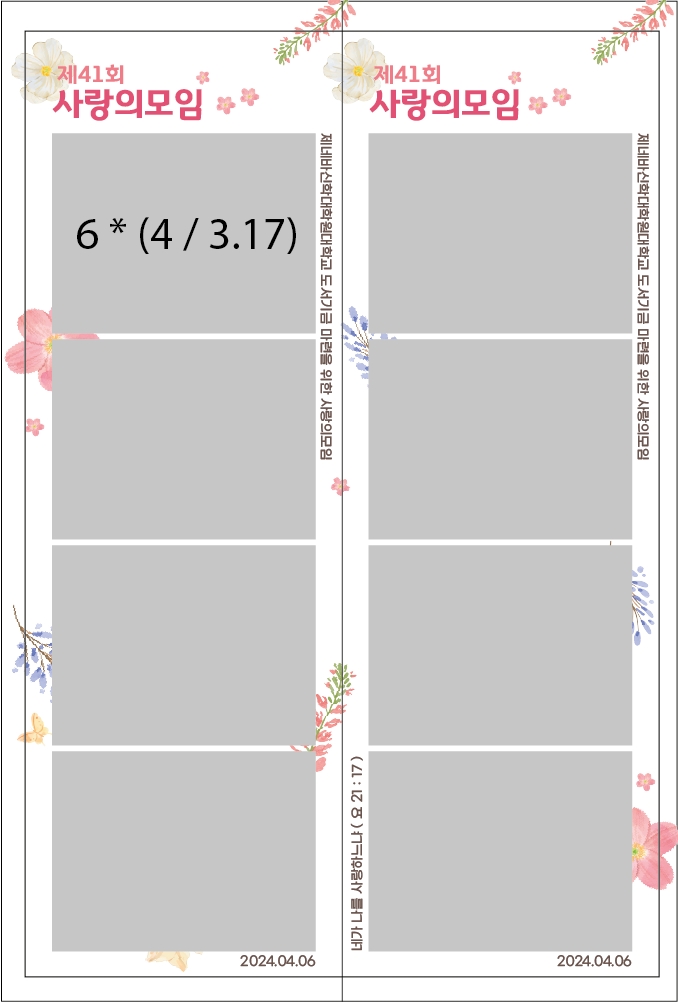 제41회
사랑의모임
6 * (4 / 3.17)
제네바신학대학원대학교 도서기금 마련을 위한 사랑의모임
2024.04.06
제41회
사랑의모임
제네바신학대학원대학교 도서기금 마련을 위한 사랑의모임
네가 나를 사랑하느냐 ( 요 21 : 17 )
2024.04.06